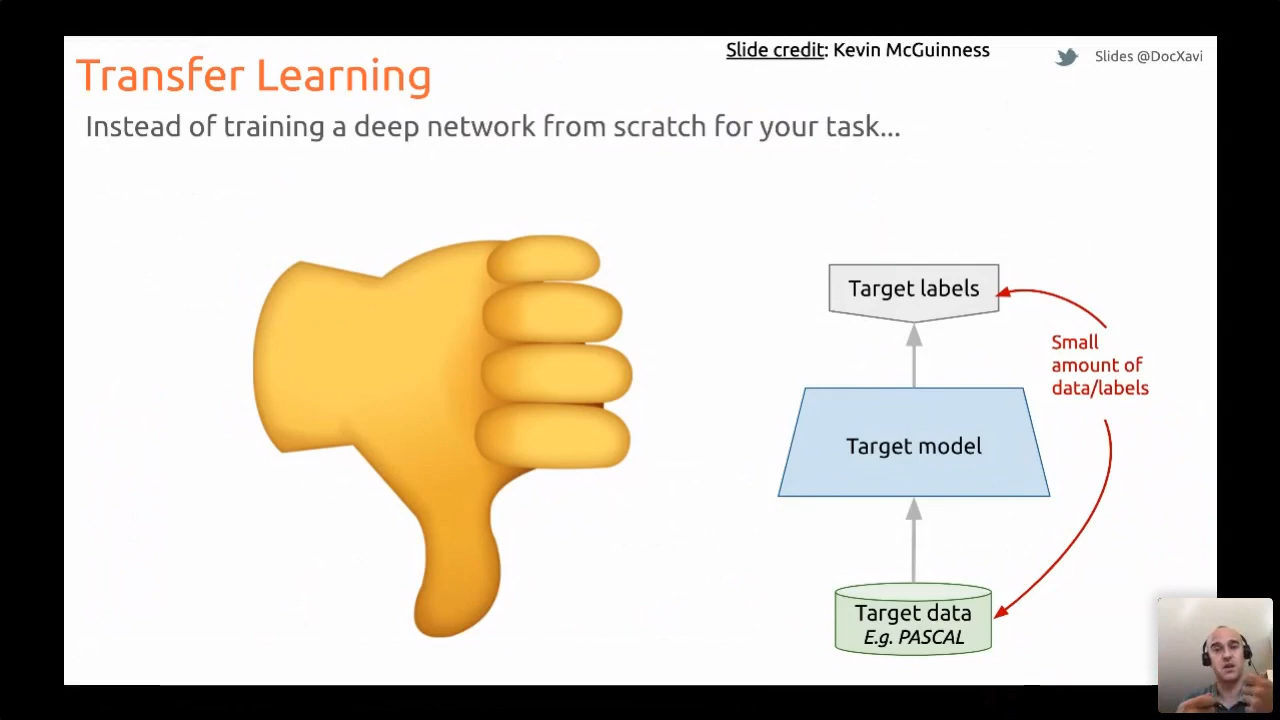 Slide credit: Kevin McGuinness
Slides @DocXavi
Transfer Learning
Instead of training a deep network from scratch for your task...
Target labels
Small
amount of
data/labels
Target model
Target data
E.g. PASCAL